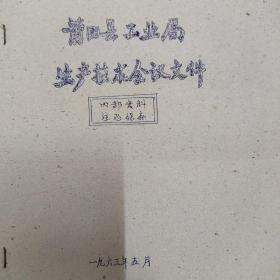 莆田县工业局
生产技术会议文件
内部资料
注意保存
一九六三年五月